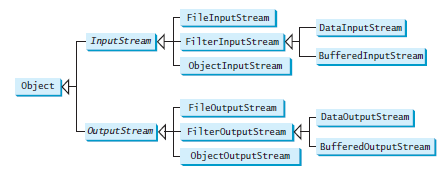 FileInputStream
DataInputStream
InputStream
FilterInputStream
BufferedInputStream
ObjectInputStream
Object
FileOutputStream
DataOutputStream
OutputStream
FilterOutputStream
BufferedOutputStream
ObjectOutputStream